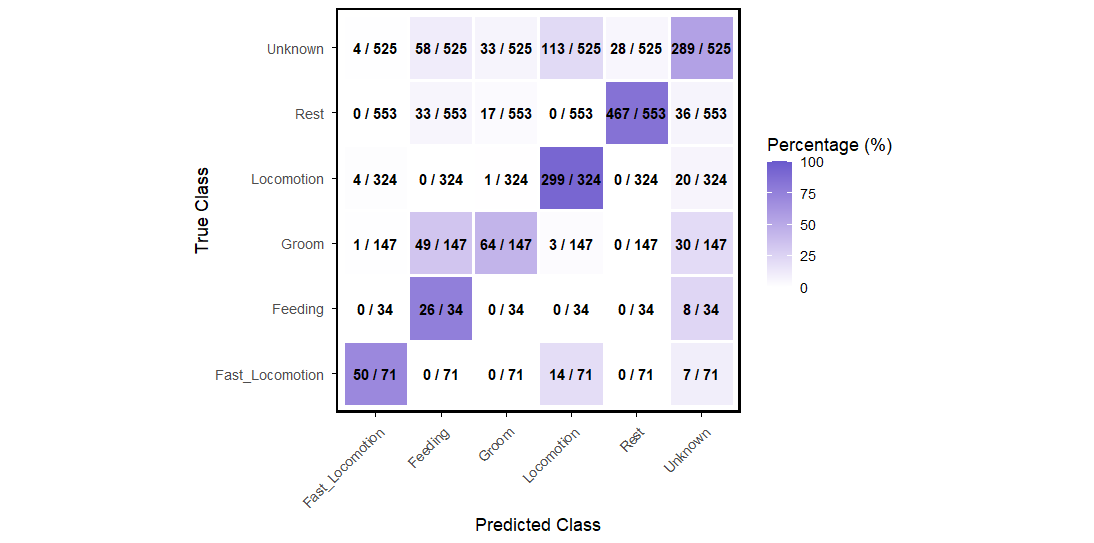 Unknown 4 / 525 58 / 525 33 / 525 113 / 525 28 / 525 289 / 525
Rest 0 / 553 33 / 553 17 / 553 0 / 553 467 / 553 36 / 553
Locomotion 4 / 324 0 / 324 1 / 324 299 / 324 0 / 324 20 / 324
Groom 1 / 147 49 / 147 64 / 147 3 / 147 0 / 147 30 / 147
Feeding 0 / 34 26 / 34 0 / 34 0 / 34 0 / 34 8 / 34
Fast_Locomotion 50 / 71 0 / 71 0 / 71 14 / 71 0 / 71 7 / 71
True Class
Fast_Locomotion Feeding Groom Locomotion Rest Unknown
Predicted Class
Percentage (%)
100
75
50
25
0